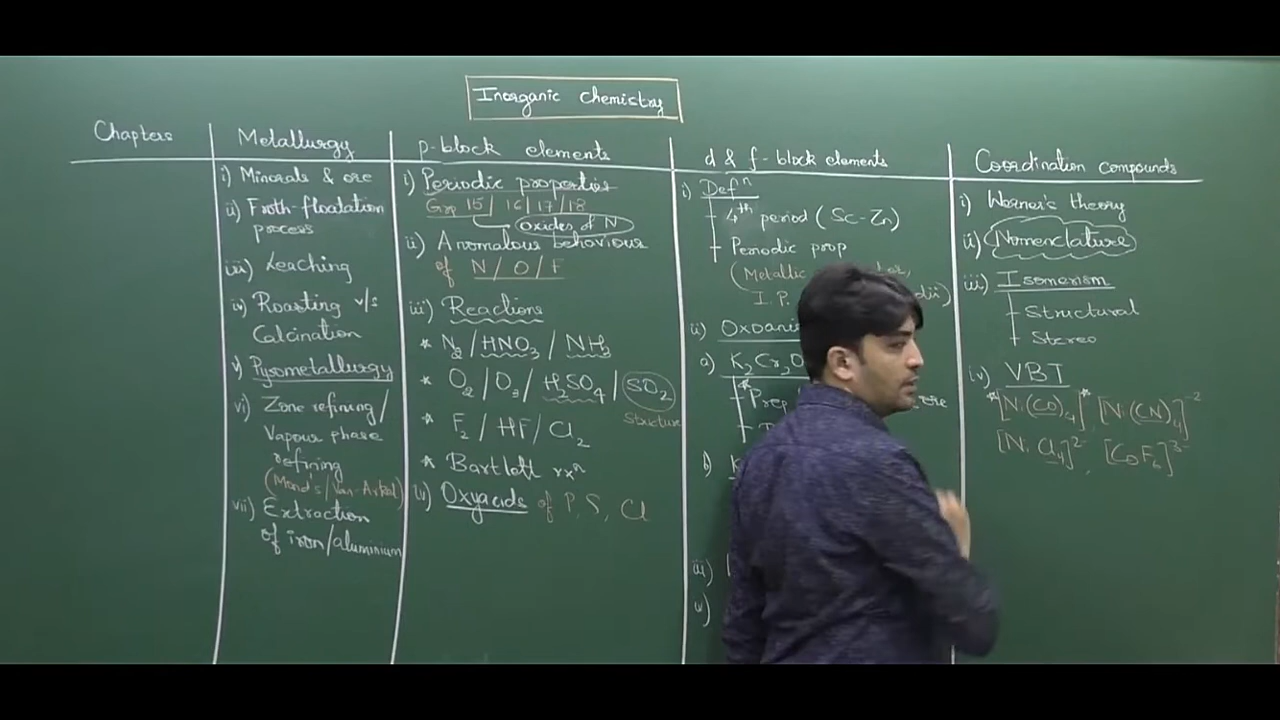 Inorganic Chemistry
Chapters
Metallurgy
i) Minerals & ore
ii) Froth-floatation
process
iii) Leaching
iv) Roasting v/s
Calcination
v) Pyrometallurgy
vi) Zone refining/
Vapour phase
refining
(Mond's/Van-Arkel)
vii) Extraction
of iron/aluminium
p-block elements
i) Periodic properties
Grp 15/ 16/17/18
Oxides of N
ii) Anomalous behaviour
of N/O/F
iii) Reactions
* N₂/HNO₃/NH₃
* O₂/O₃/H₂SO₄/SO₂
structure
* F₂/HF/Cl₂
* Bartlett rxⁿ
iv) Oxyacids of P, S, Cl
d & f-block elements
i) Defⁿ
4th period (Sc-Zn)
Periodic prop
(Metallic
I.P. dii)
ii)
a) K₂Cr₂O
Prep
b) K
iii)
v)
Coordination compounds
i) Werner's theory
ii) Nomenclature
iii) Isomerism
Structural
Stereo
iv) VBT
*[Ni(CO)₄]* [Ni(CN)₄]⁻²
[NiCl₄]²⁻, [CoF₆]³⁻